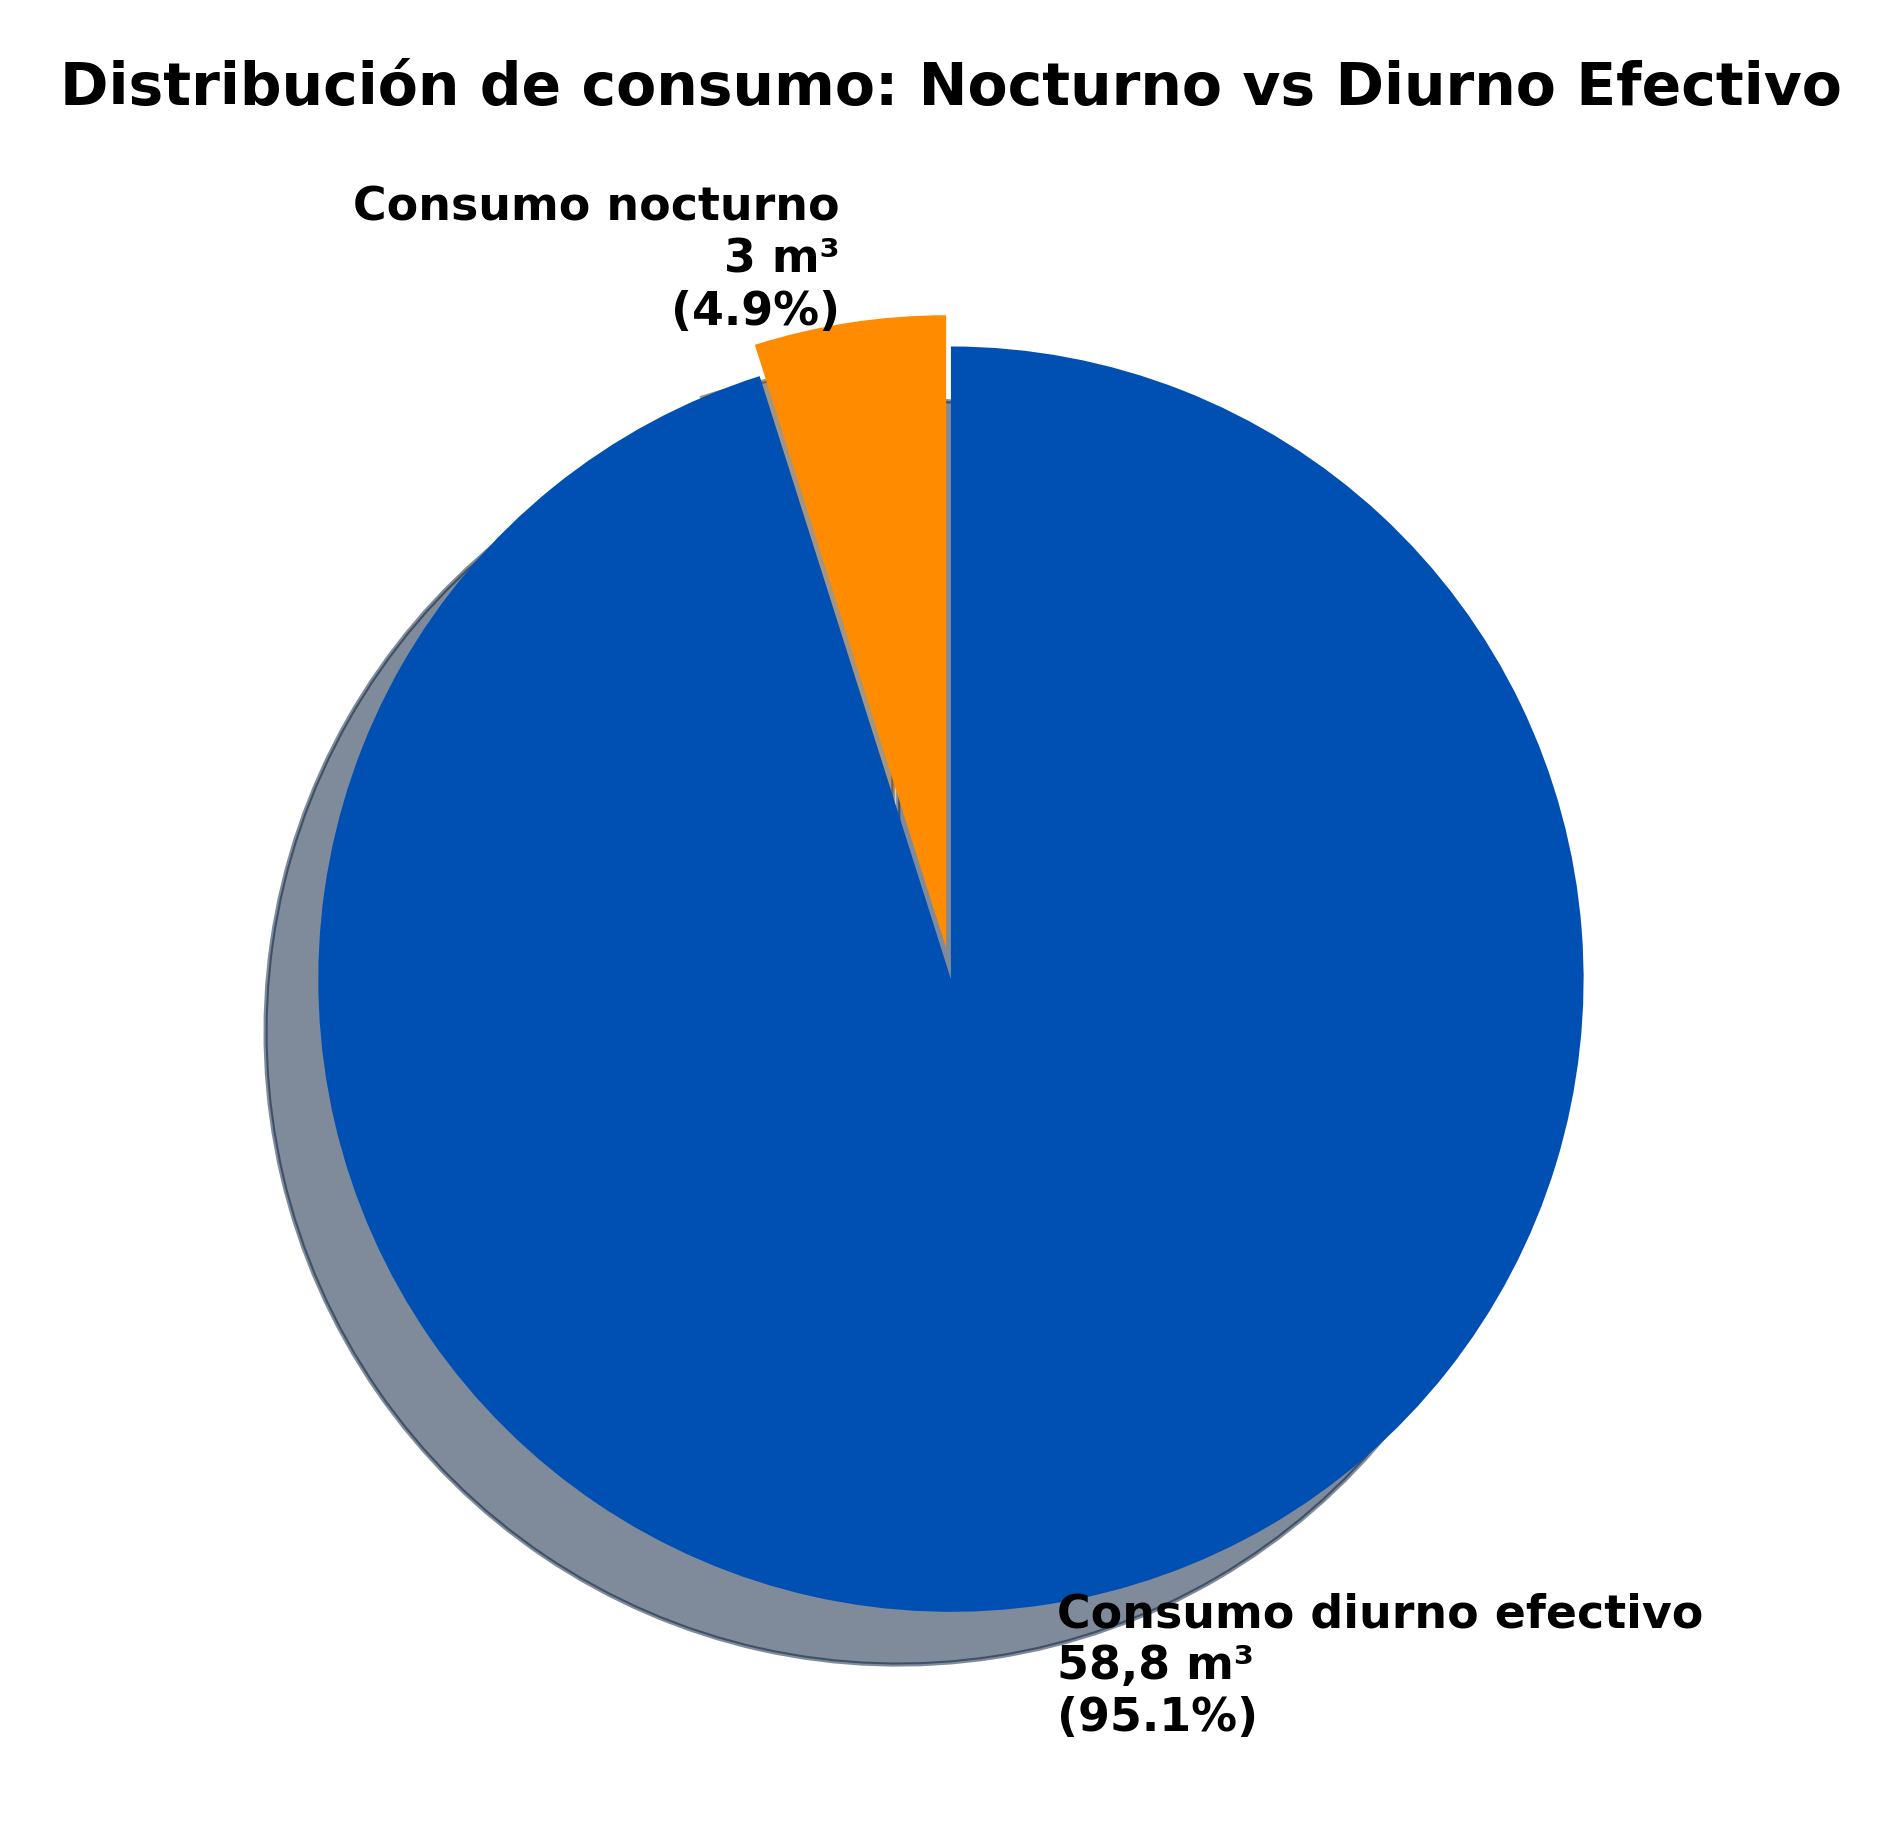 Distribución de consumo: Nocturno vs Diurno Efectivo
Consumo nocturno
3 m³
(4.9%)
Consumo diurno efectivo
58,8 m³
(95.1%)